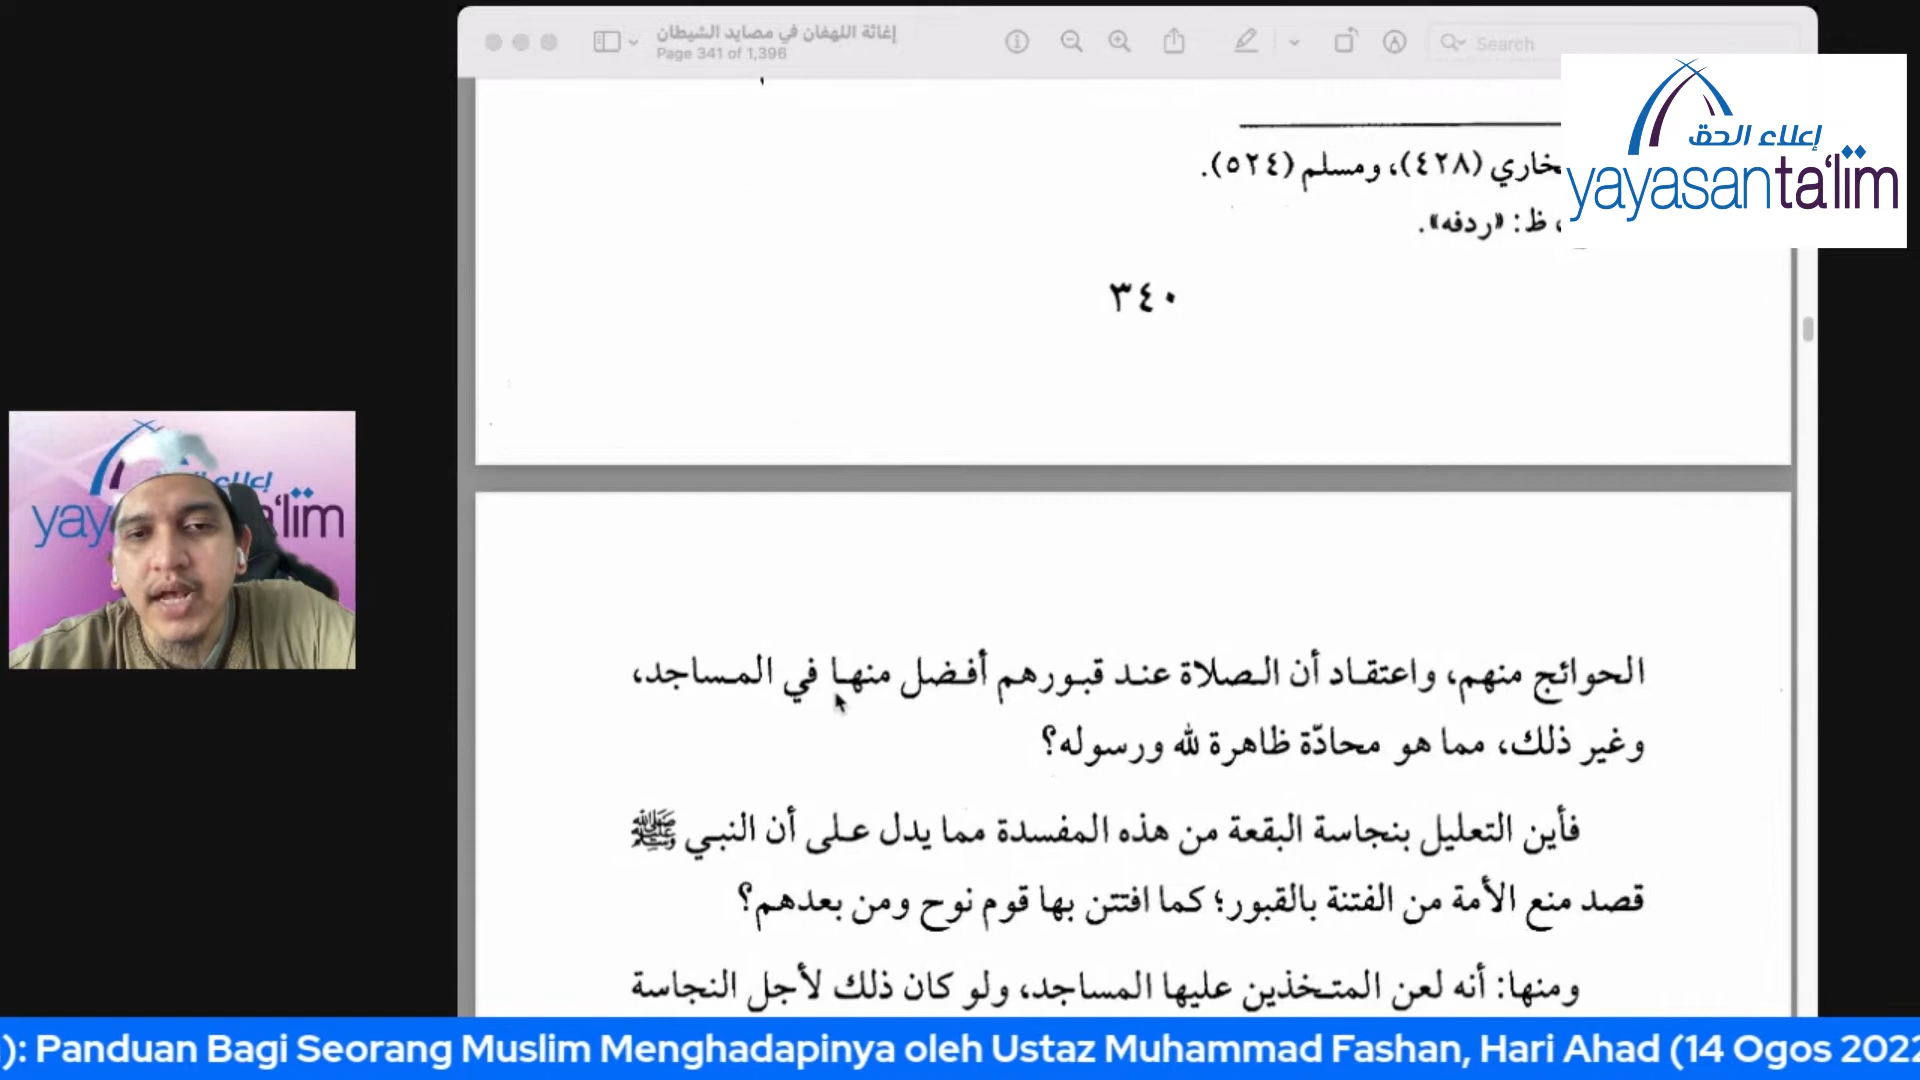 إغاثة اللهفان في مصايد الشيطان
Page 341 of 1,396
Search
إعلاء الحق
yayasanta'lim
خاري (٤٢٨)، ومسلم (٥٢٤).
، ظ: «ردفه».
٣٤٠
إعلاء
yay a'lim
الحوائج منهم، واعتقاد أن الصلاة عند قبورهم أفضل منها في المساجد،
وغير ذلك، مما هو محادّة ظاهرة لله ورسوله؟
فأين التعليل بنجاسة البقعة من هذه المفسدة مما يدل على أن النبي ﷺ
قصد منع الأمة من الفتنة بالقبور؛ كما افتتن بها قوم نوح ومن بعدهم؟
ومنها: أنه لعن المتخذين عليها المساجد، ولو كان ذلك لأجل النجاسة
): Panduan Bagi Seorang Muslim Menghadapinya oleh Ustaz Muhammad Fashan, Hari Ahad (14 Ogos 2022